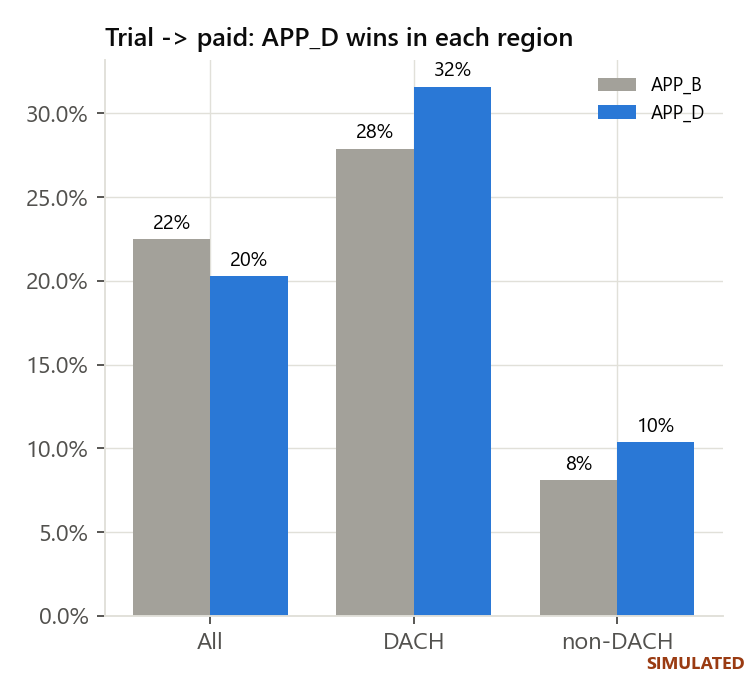 Trial -> paid: APP_D wins in each region
APP_B
APP_D
30.0%
25.0%
20.0%
15.0%
10.0%
5.0%
0.0%
22%
20%
28%
32%
8%
10%
All
DACH
non-DACH
SIMULATED